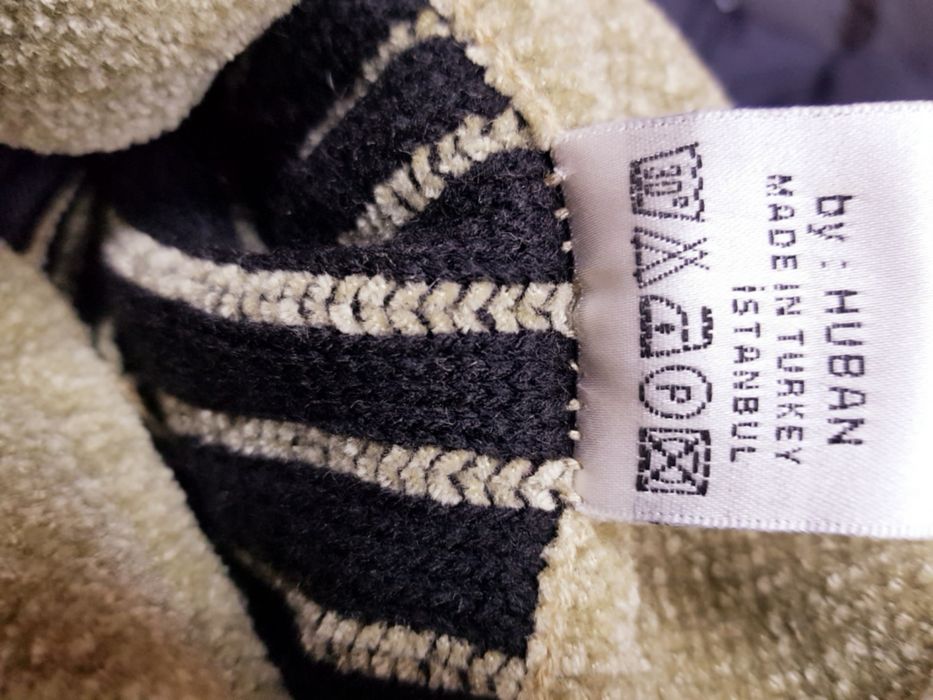 by : HUBAN
MADE IN TURKEY
İSTANBUL
P